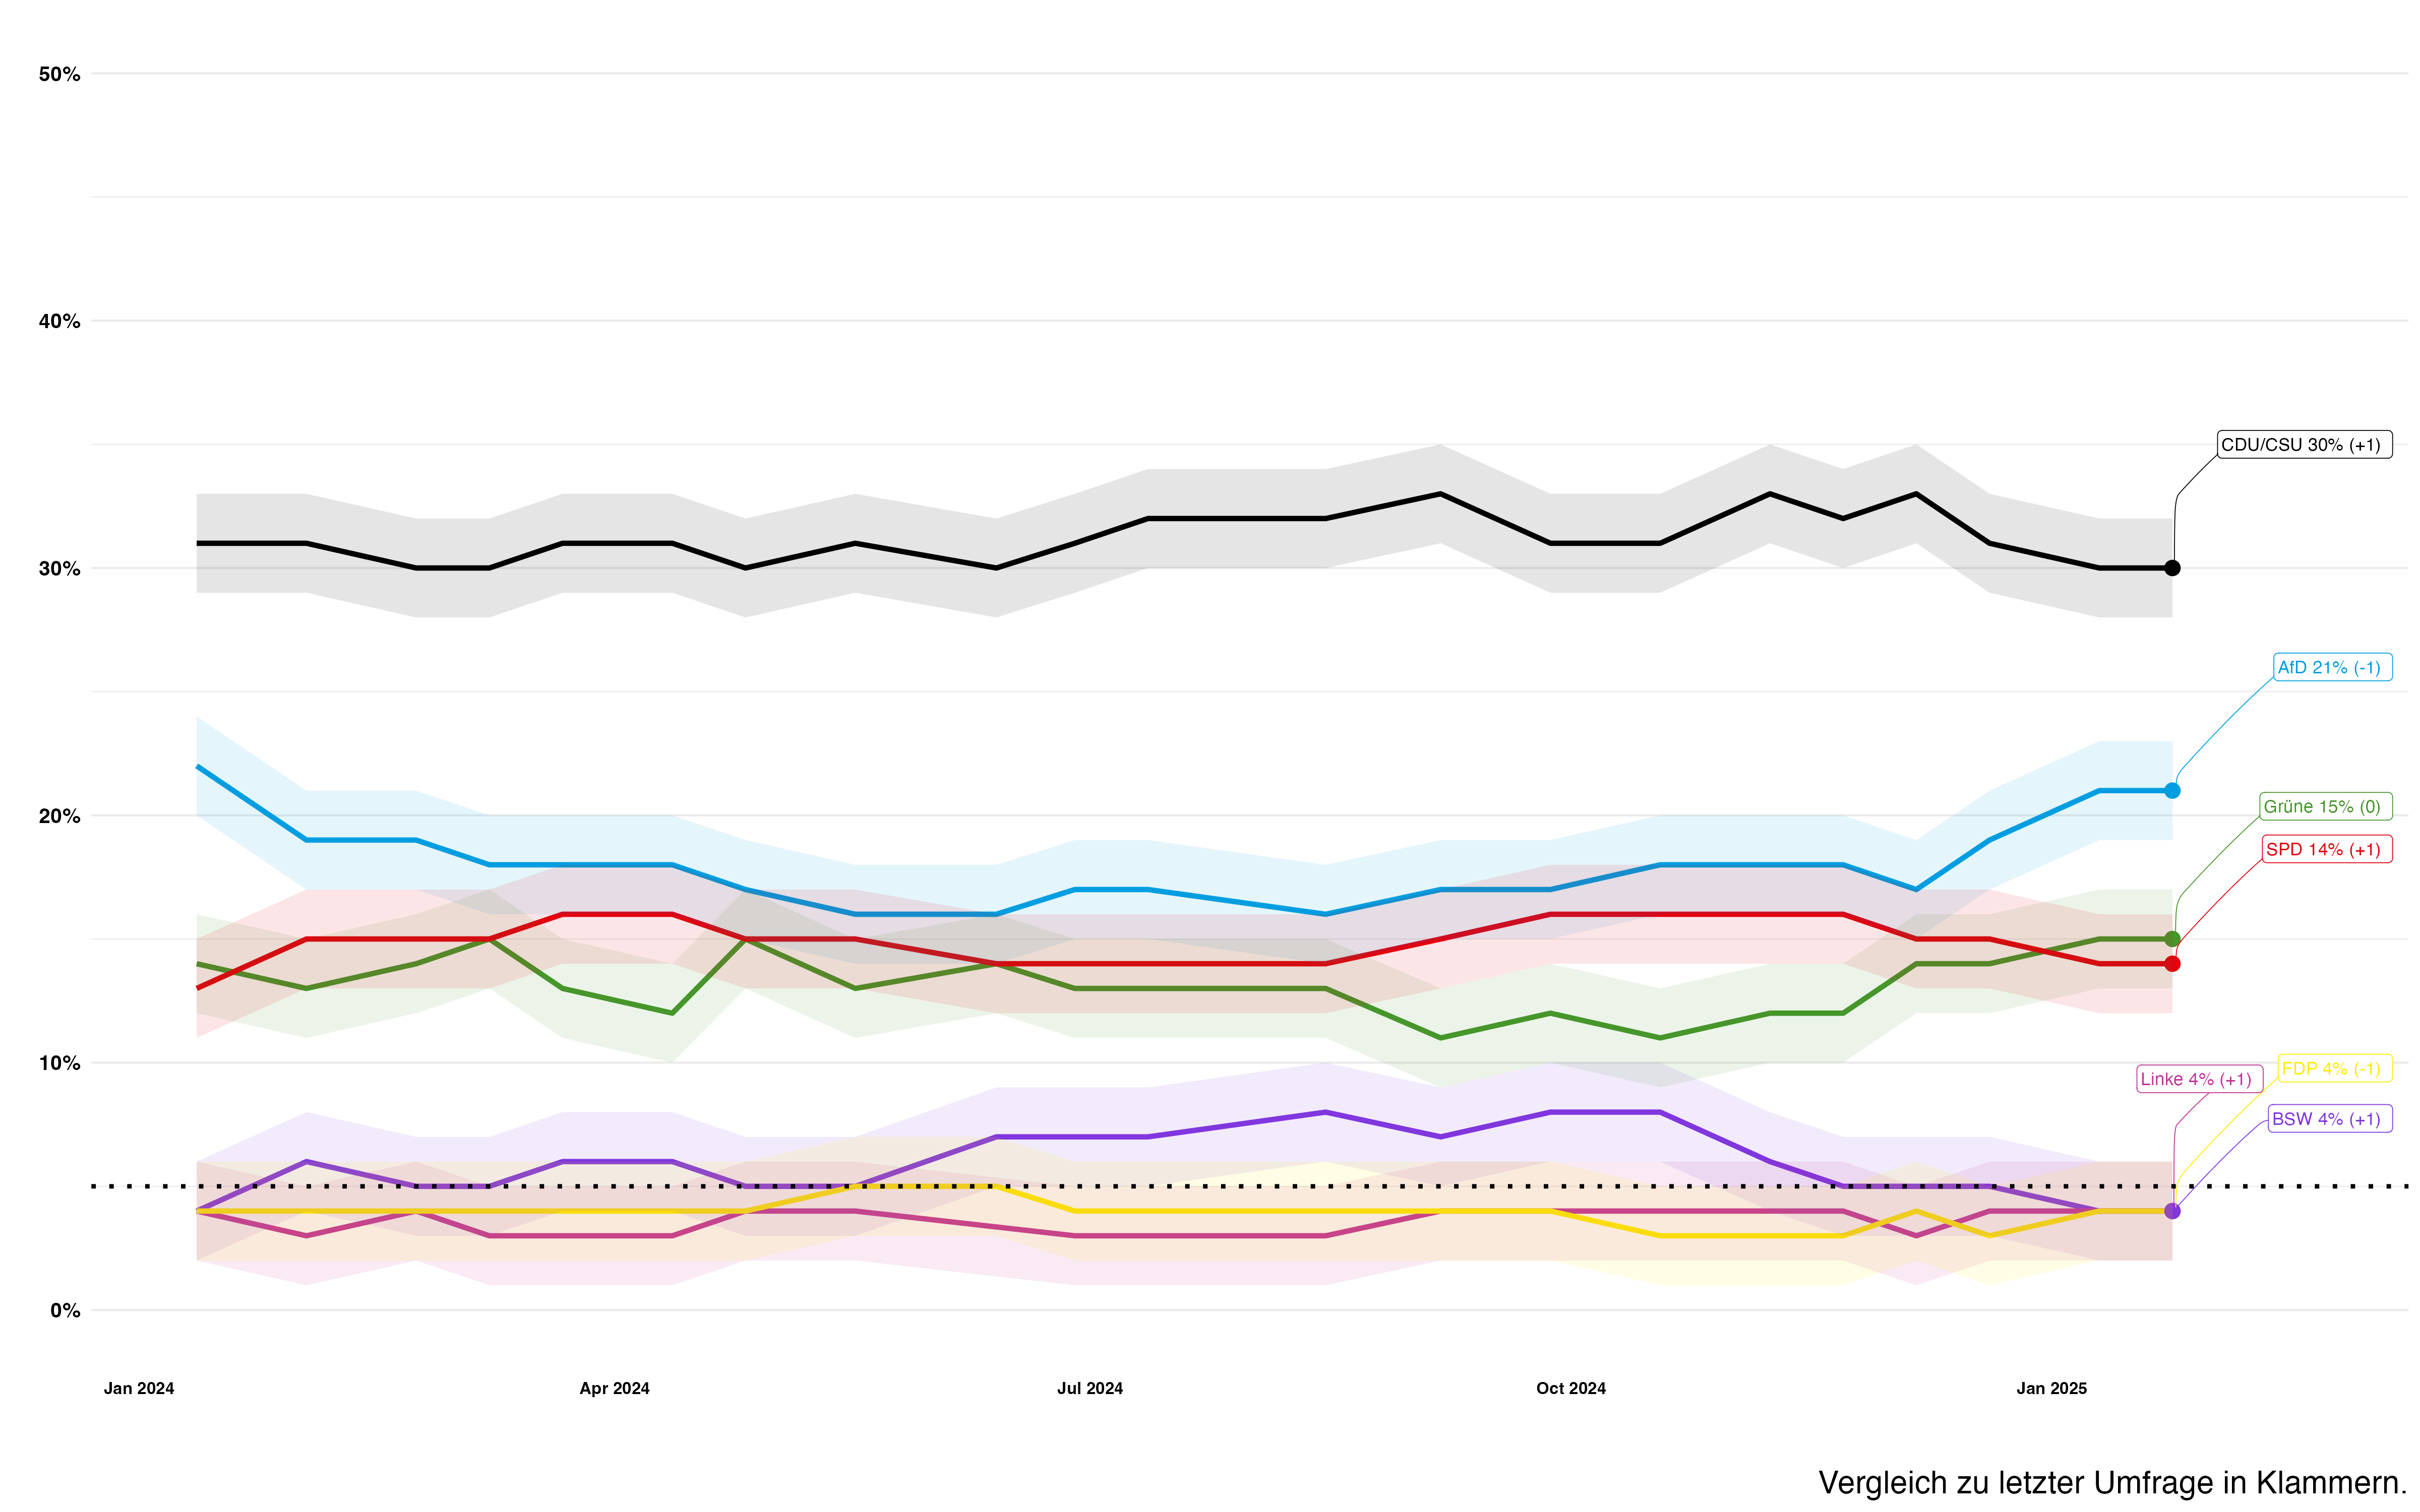 50%
40%
30%
20%
10%
0%
CDU/CSU 30% (+1)
AfD 21% (-1)
Grüne 15% (0)
SPD 14% (+1)
FDP 4% (-1)
Linke 4% (+1)
BSW 4% (+1)
Jan 2024
Apr 2024
Jul 2024
Oct 2024
Jan 2025
Vergleich zu letzter Umfrage in Klammern.